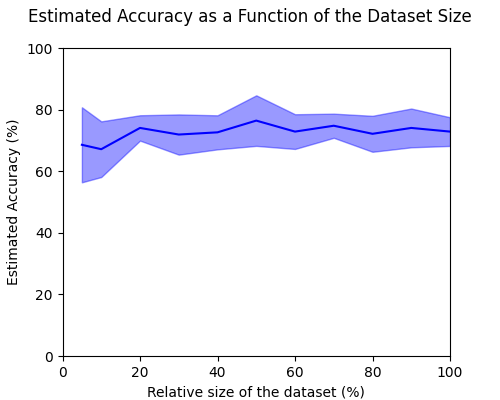 Estimated Accuracy as a Function of the Dataset Size
100
80
60
40
20
0
Estimated Accuracy (%)
0 20 40 60 80 100
Relative size of the dataset (%)